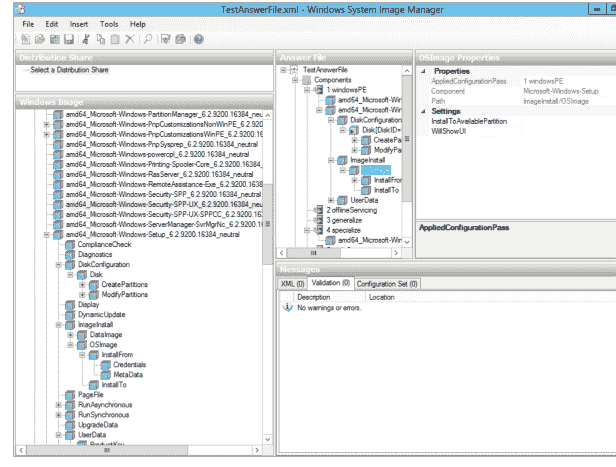 TestAnswerFile.xml - Windows System Image Manager
File Edit Insert Tools Help
Distribution Share
Select a Distribution Share
Windows Image
amd64_Microsoft-Windows-PartitionManager_6.2.9200.16384_neu
amd64_Microsoft-Windows-PnpCustomizationsNonWinPE_6.2.920
amd64_Microsoft-Windows-PnpCustomizationsWinPE_6.2.9200.16
amd64_Microsoft-Windows-PnpSysprep_6.2.9200.16384_neutral
amd64_Microsoft-Windows-powercpl_6.2.9200.16384_neutral
amd64_Microsoft-Windows-Printing-Spooler-Core_6.2.9200.16384_
amd64_Microsoft-Windows-RasServer_6.2.9200.16384_neutral
amd64_Microsoft-Windows-RemoteAssistance-Exe_6.2.9200.1638
amd64_Microsoft-Windows-Security-SPP_6.2.9200.16384_neutral
amd64_Microsoft-Windows-Security-SPP-UX_6.2.9200.16384_neu
amd64_Microsoft-Windows-Security-SPP-UX-SPPCC_6.2.9200.16
amd64_Microsoft-Windows-ServerManager-SvrMgrNc_6.2.9200.1
amd64_Microsoft-Windows-Setup_6.2.9200.16384_neutral
ComplianceCheck
Diagnostics
DiskConfiguration
Disk
CreatePartitions
ModifyPartitions
Display
DynamicUpdate
ImageInstall
DataImage
OSImage
InstallFrom
Credentials
MetaData
InstallTo
PageFile
RunAsynchronous
RunSynchronous
UpgradeData
UserData
ProductKey
Answer File
TestAnswerFile
Components
1 windowsPE
amd64_Microsoft-Win
amd64_Microsoft-Win
DiskConfiguration
Disk[DiskID=
CreatePa
ModifyPa
ImageInstall
InstallFror
InstallTo
UserData
2 offlineServicing
3 generalize
4 specialize
amd64_Microsoft-Win
OSImage Properties
Properties
AppliedConfigurationPass 1 windowsPE
Component Microsoft-Windows-Setup
Path ImageInstall/OSImage
Settings
InstallToAvailablePartition
WillShowUI
AppliedConfigurationPass
Messages
XML (0) Validation (0) Configuration Set (0)
Description Location
No warnings or errors.